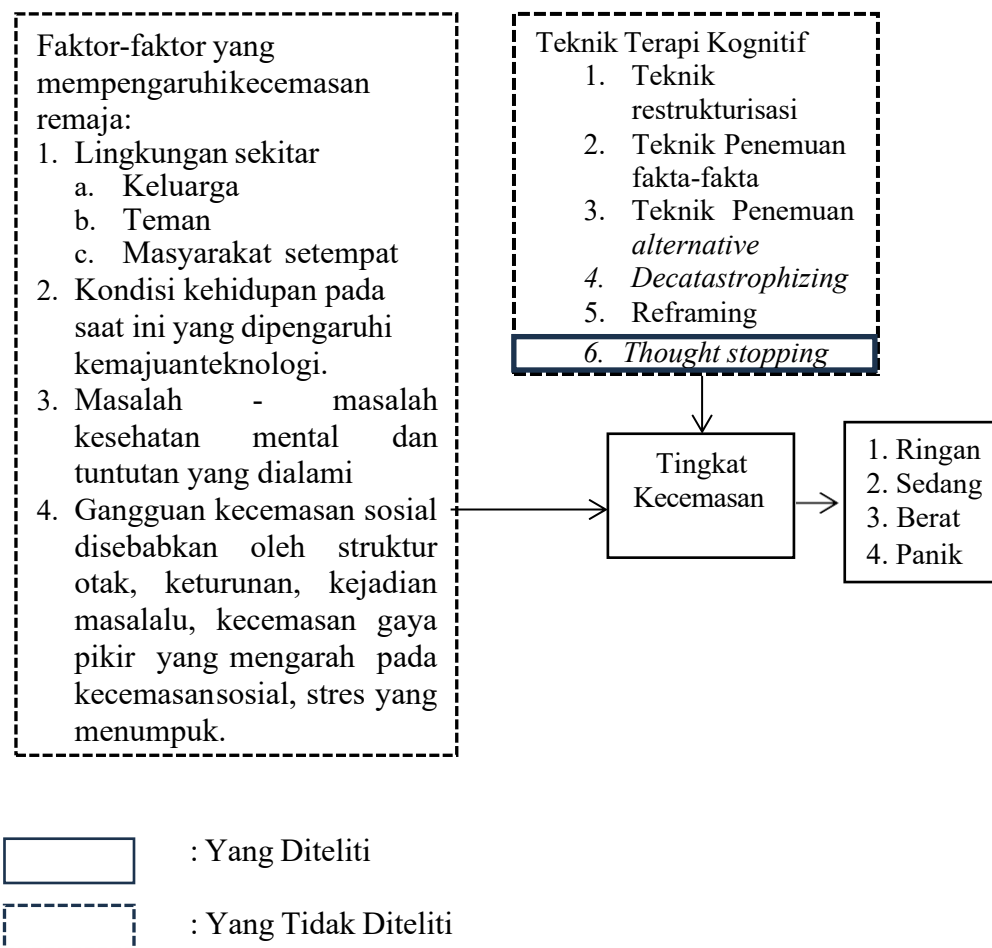 Faktor-faktor yang
mempengaruhikecemasan
remaja:
1. Lingkungan sekitar
a. Keluarga
b. Teman
c. Masyarakat setempat
2. Kondisi kehidupan pada
saat ini yang dipengaruhi
kemajuanteknologi.
3. Masalah - masalah
kesehatan mental dan
tuntutan yang dialami
4. Gangguan kecemasan sosial
disebabkan oleh struktur
otak, keturunan, kejadian
masalalu, kecemasan gaya
pikir yang mengarah pada
kecemasansosial, stres yang
menumpuk.
Teknik Terapi Kognitif
1. Teknik
restrukturisasi
2. Teknik Penemuan
fakta-fakta
3. Teknik Penemuan
alternative
4. Decatastrophizing
5. Reframing
6. Thought stopping
Tingkat
Kecemasan
1. Ringan
2. Sedang
3. Berat
4. Panik
: Yang Diteliti
: Yang Tidak Diteliti